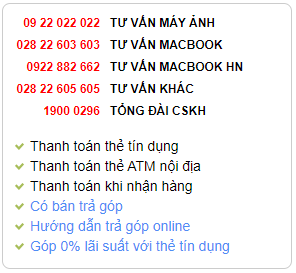 09 22 022 022 TƯ VẤN MÁY ẢNH
028 22 603 603 TƯ VẤN MACBOOK
0922 882 662 TƯ VẤN MACBOOK HN
028 22 605 605 TƯ VẤN KHÁC
1900 0296 TỔNG ĐÀI CSKH
Thanh toán thẻ tín dụng
Thanh toán thẻ ATM nội địa
Thanh toán khi nhận hàng
Có bán trả góp
Hướng dẫn trả góp online
Góp 0% lãi suất với thẻ tín dụng